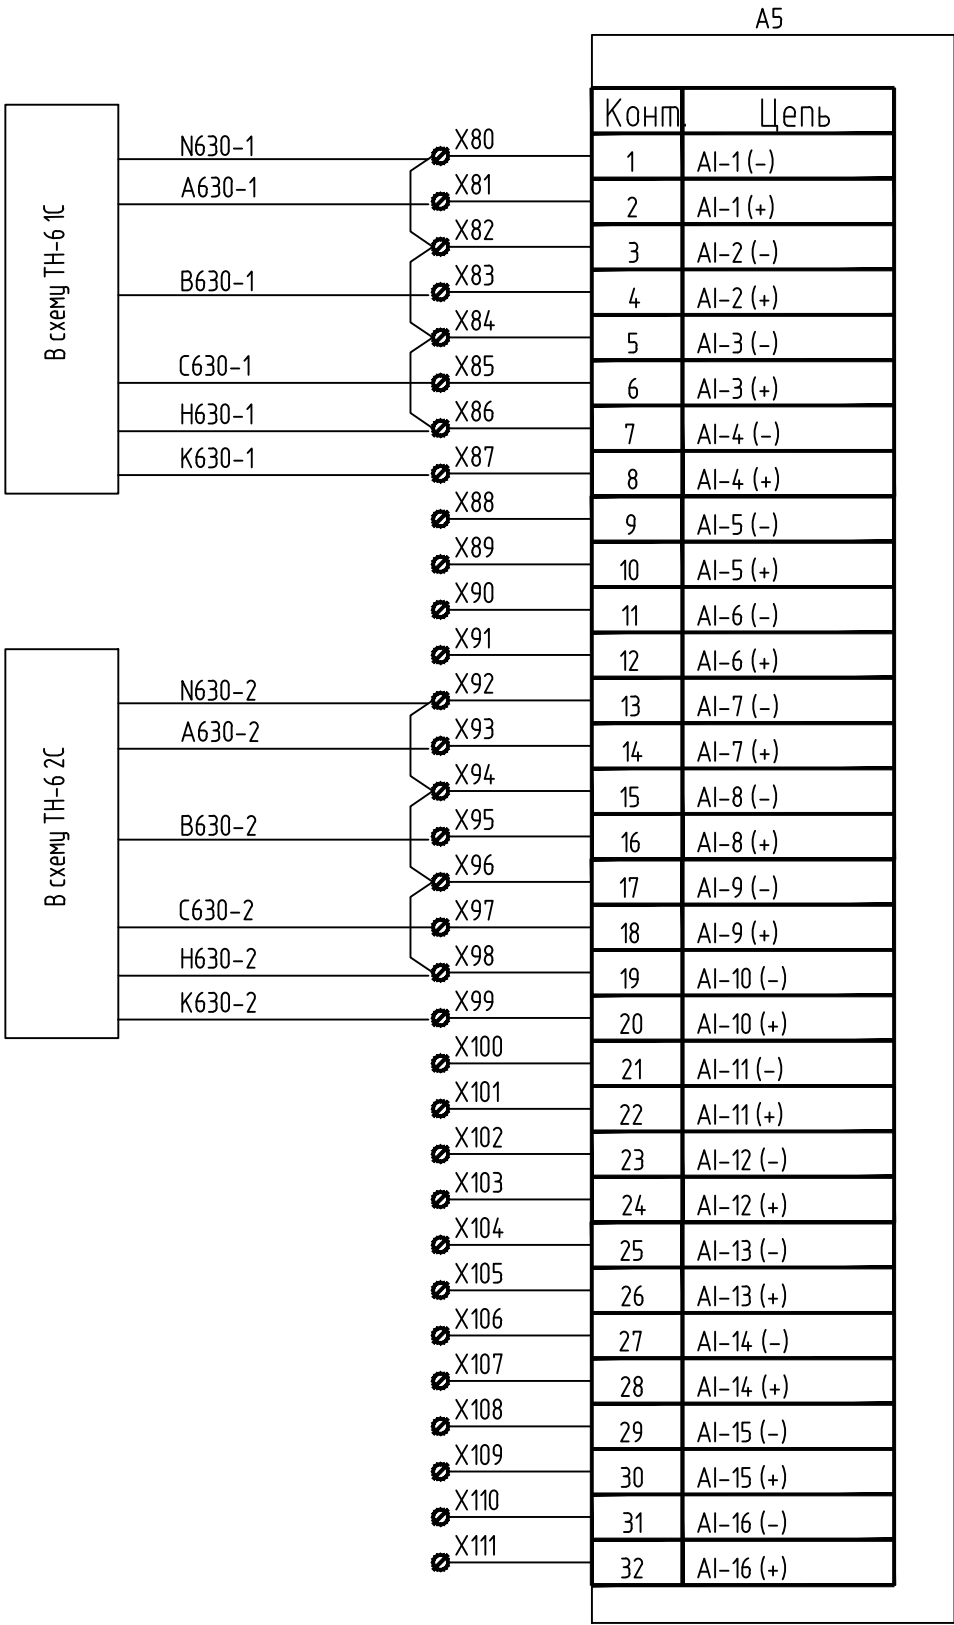 A5
Конт. Цепь
В схему ТН-6 1С
N630-1 X80 1 AI-1 (-)
A630-1 X81 2 AI-1 (+)
X82 3 AI-2 (-)
B630-1 X83 4 AI-2 (+)
X84 5 AI-3 (-)
C630-1 X85 6 AI-3 (+)
H630-1 X86 7 AI-4 (-)
K630-1 X87 8 AI-4 (+)
X88 9 AI-5 (-)
X89 10 AI-5 (+)
X90 11 AI-6 (-)
X91 12 AI-6 (+)
В схему ТН-6 2С
N630-2 X92 13 AI-7 (-)
A630-2 X93 14 AI-7 (+)
X94 15 AI-8 (-)
B630-2 X95 16 AI-8 (+)
X96 17 AI-9 (-)
C630-2 X97 18 AI-9 (+)
H630-2 X98 19 AI-10 (-)
K630-2 X99 20 AI-10 (+)
X100 21 AI-11 (-)
X101 22 AI-11 (+)
X102 23 AI-12 (-)
X103 24 AI-12 (+)
X104 25 AI-13 (-)
X105 26 AI-13 (+)
X106 27 AI-14 (-)
X107 28 AI-14 (+)
X108 29 AI-15 (-)
X109 30 AI-15 (+)
X110 31 AI-16 (-)
X111 32 AI-16 (+)